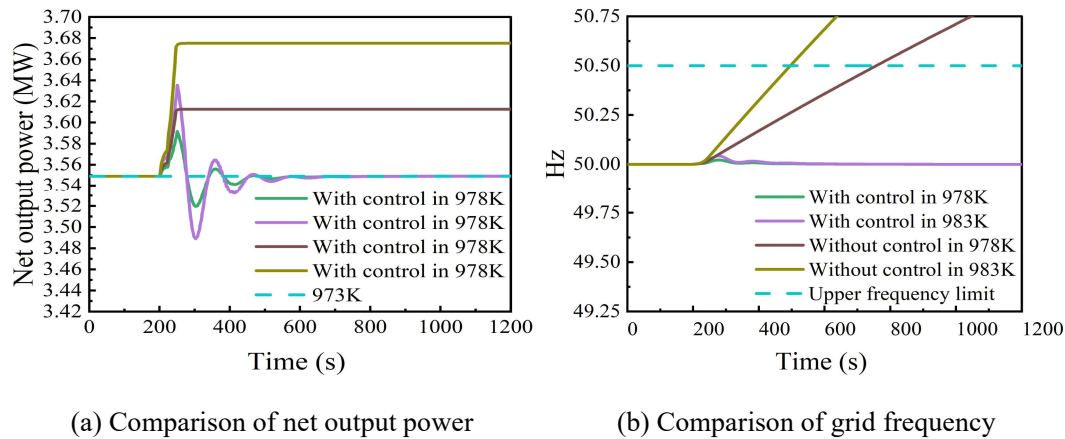 3.70
3.68
3.66
3.64
3.62
3.60
3.58
3.56
3.54
3.52
3.50
3.48
3.46
3.44
3.42
Net output power (MW)
With control in 978K
With control in 978K
With control in 978K
With control in 978K
973K
0 200 400 600 800 1000 1200
Time (s)
(a) Comparison of net output power
50.75
50.50
50.25
50.00
49.75
49.50
49.25
Hz
With control in 978K
With control in 983K
Without control in 978K
Without control in 983K
Upper frequency limit
0 200 400 600 800 1000 1200
Time (s)
(b) Comparison of grid frequency